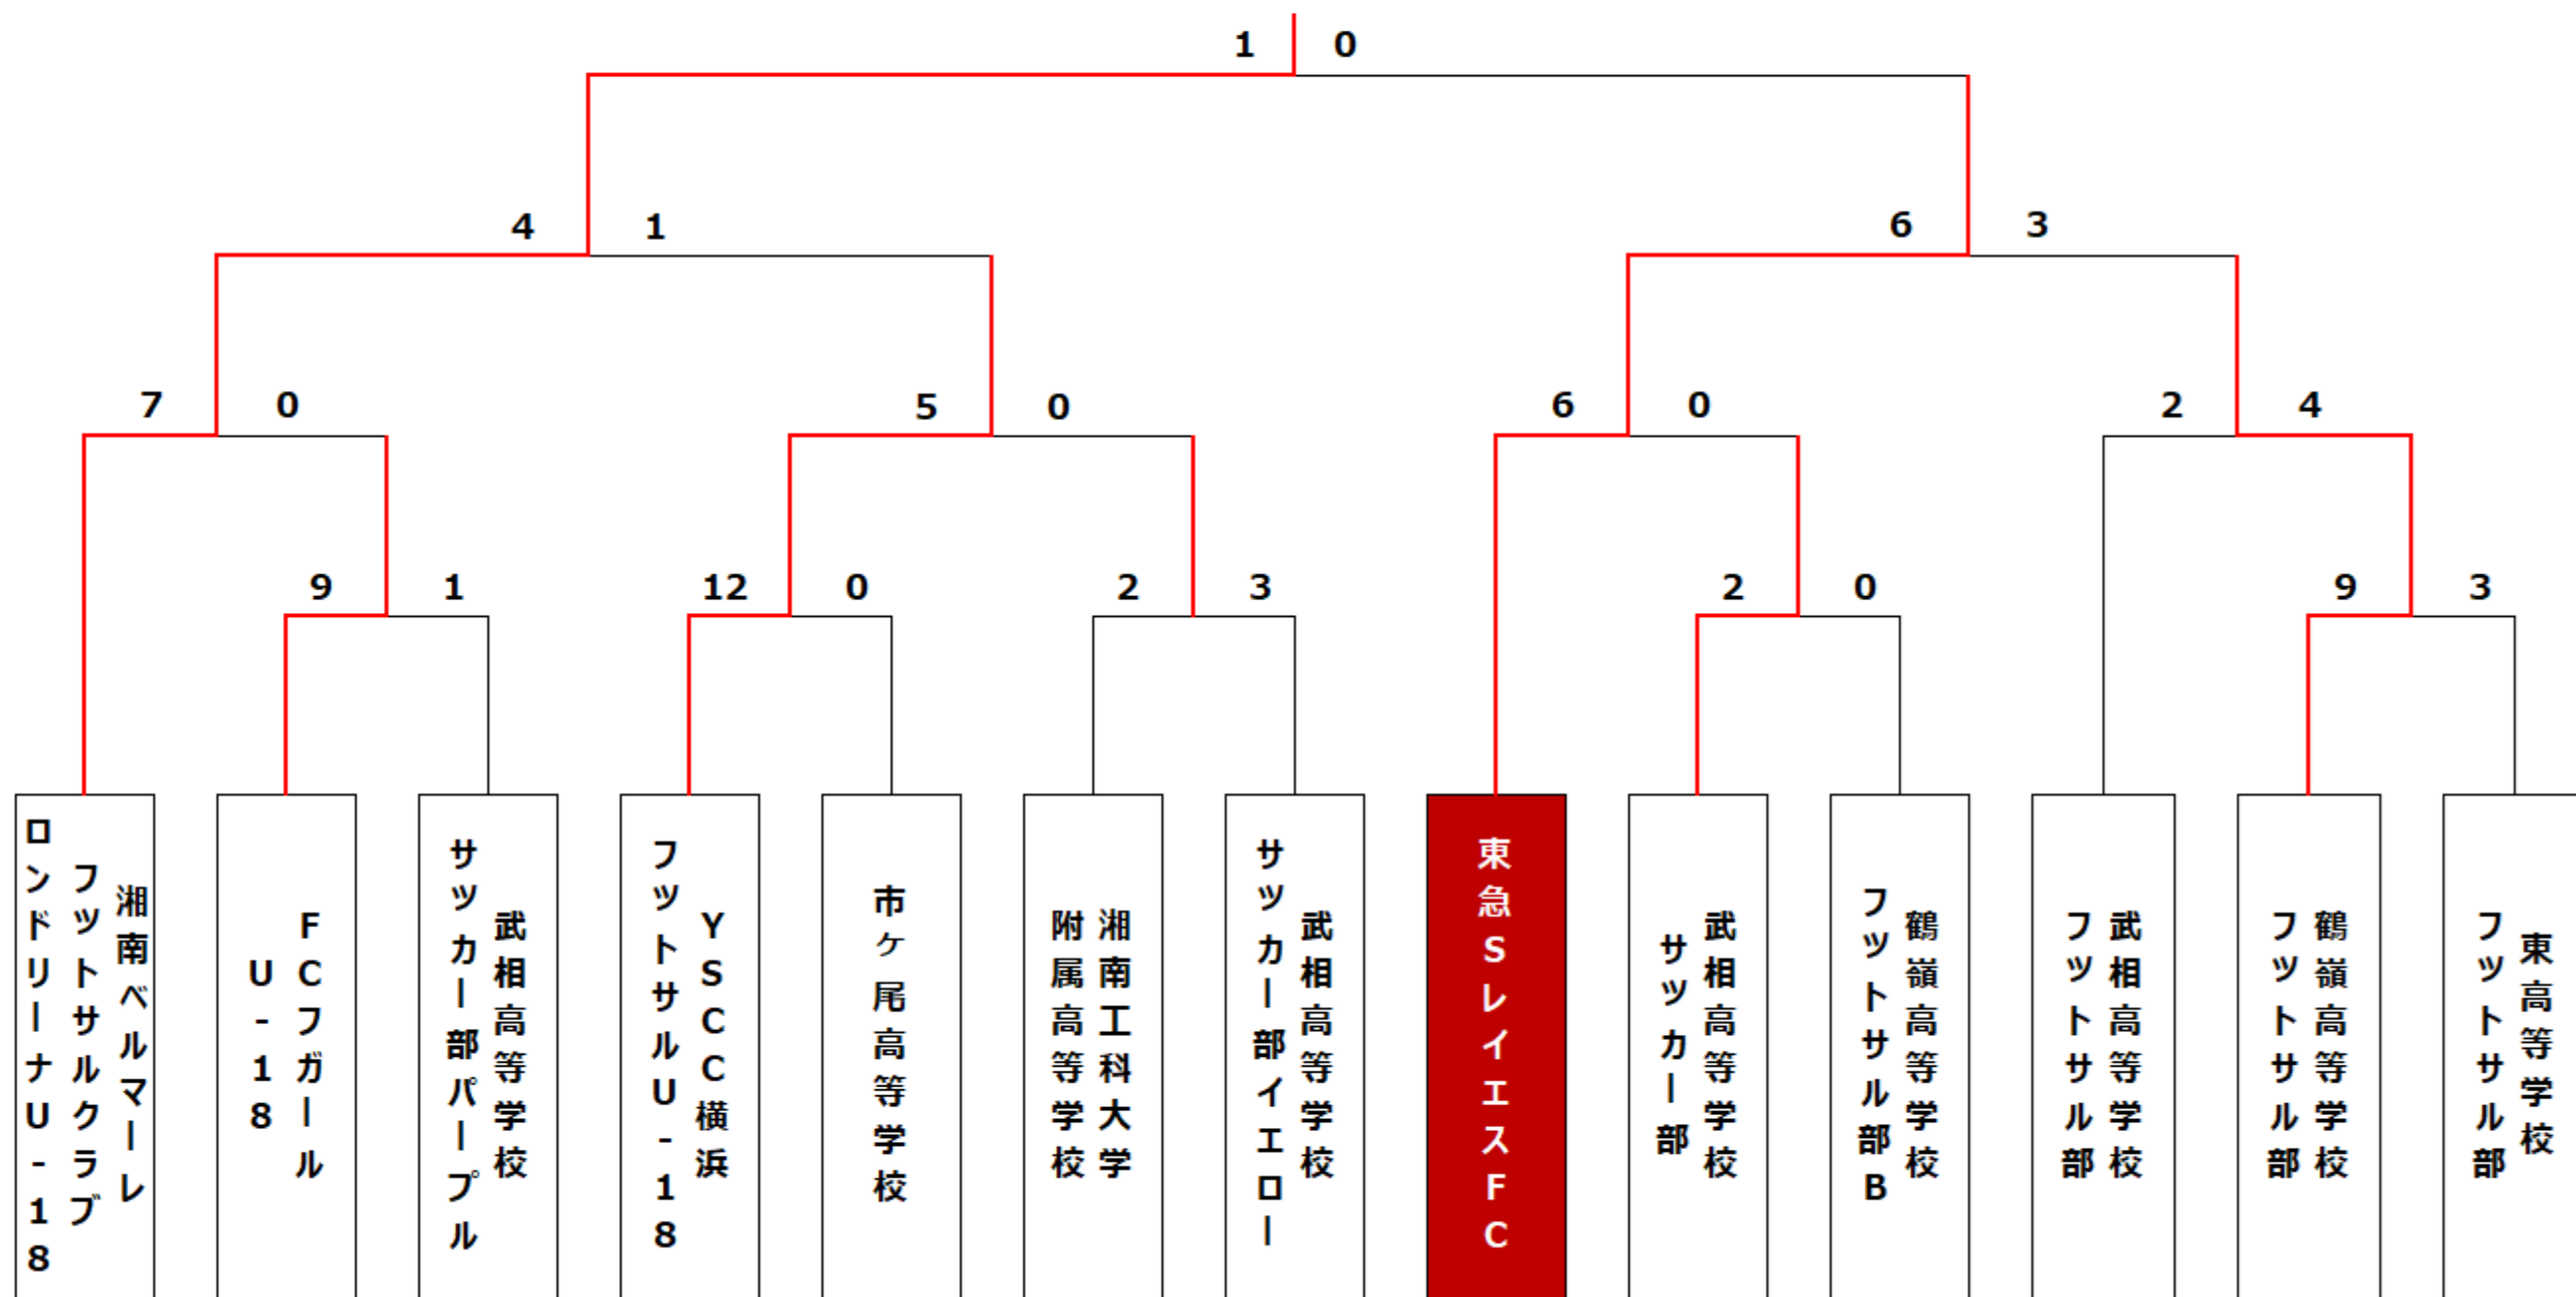 1 0
4 1 6 3
7 0 5 0 6 0 2 4
9 1 12 0 2 3 2 0 9 3
湘南ベルマーレ
フットサルクラブ
ロンドリーナU-18
FCフガール
U-18
武相高等学校
サッカー部パープル
YSCC横浜
フットサルU-18
市ケ尾高等学校
湘南工科大学
附属高等学校
武相高等学校
サッカー部イエロー
東急SレイエスFC
武相高等学校
サッカー部
鶴嶺高等学校
フットサル部B
武相高等学校
フットサル部
鶴嶺高等学校
フットサル部
東高等学校
フットサル部